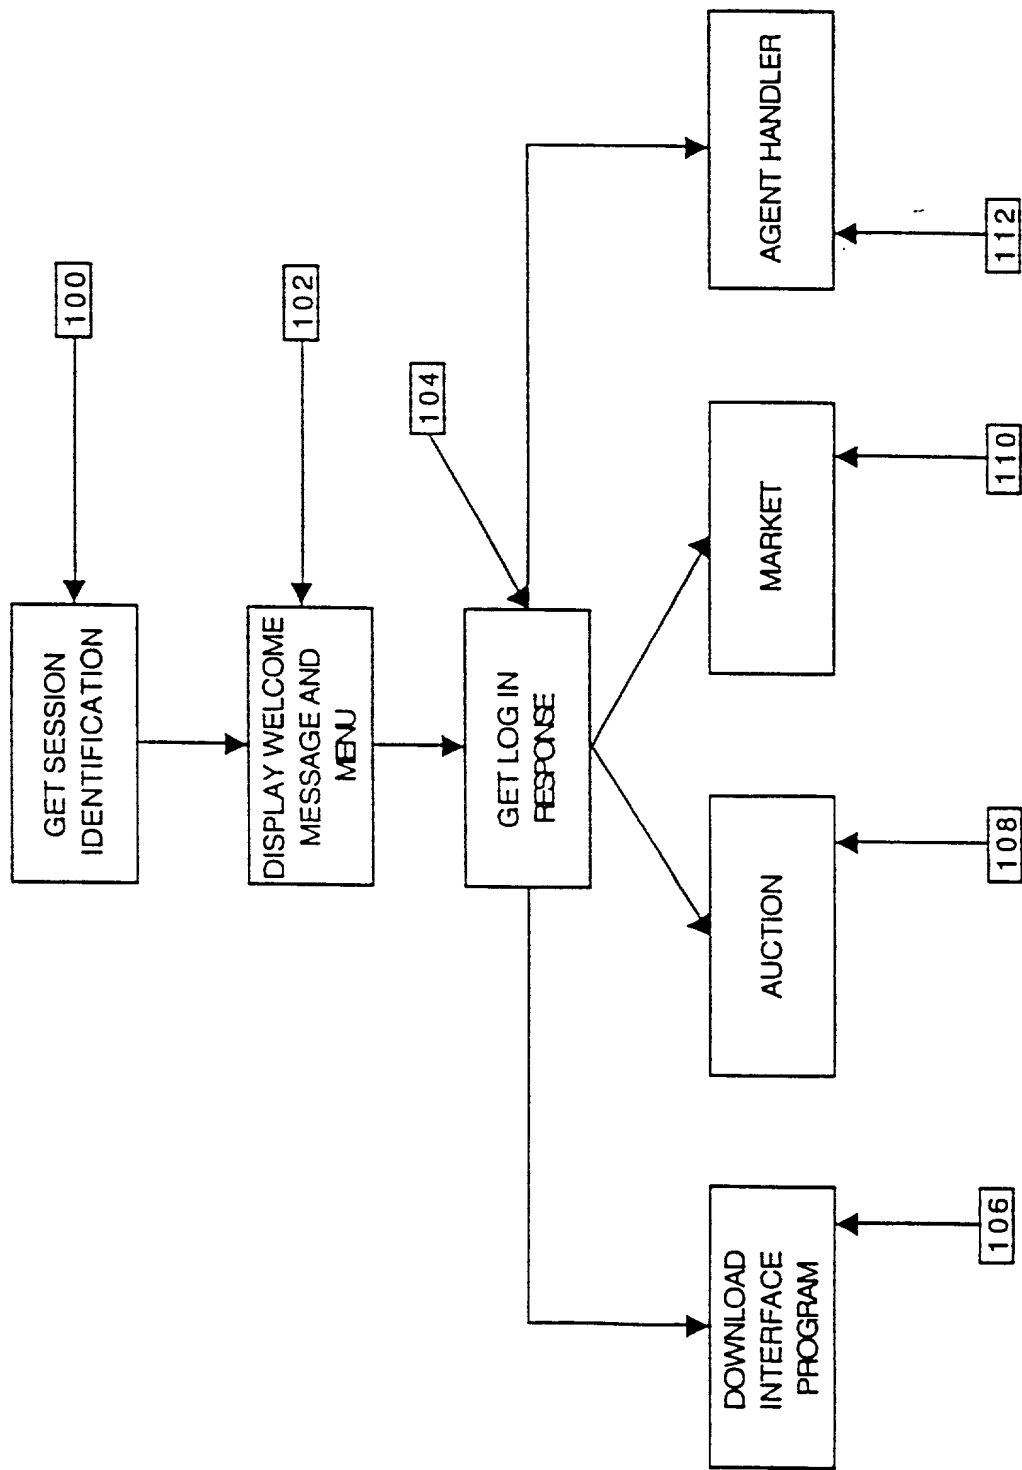 GET SESSION
IDENTIFICATION
100
DISPLAY WELCOME
MESSAGE AND
MENU
102
104
GET LOG IN
RESPONSE
DOWNLOAD
INTERFACE
PROGRAM
AUCTION
MARKET
AGENT HANDLER
106
108
110
112